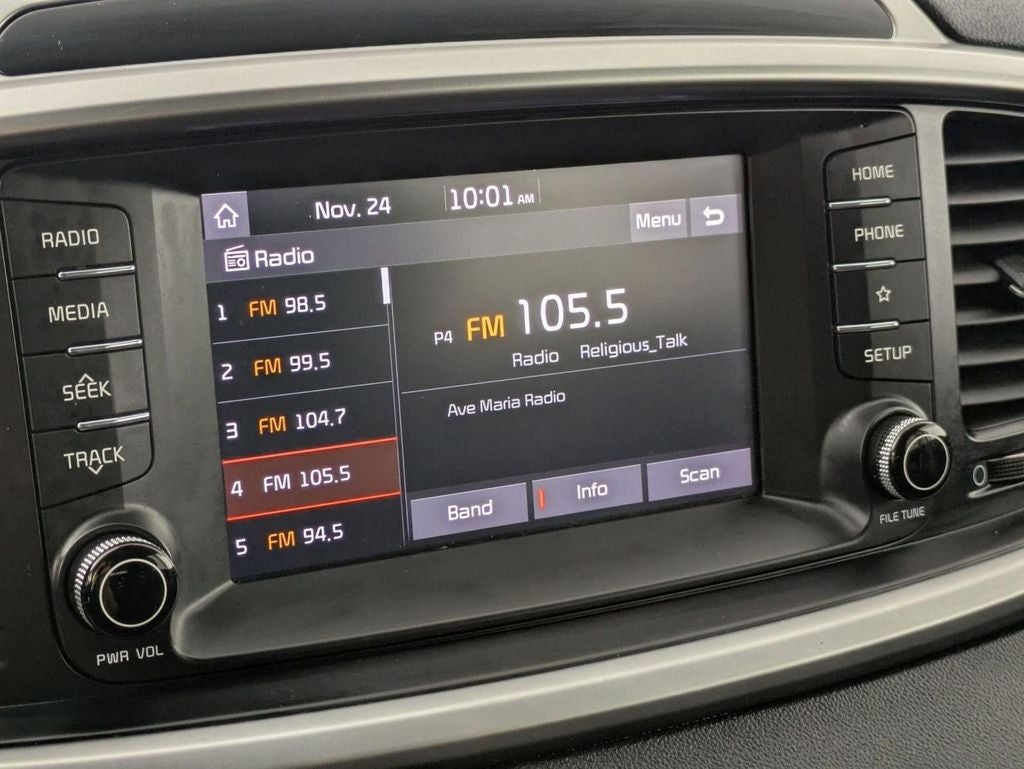 RADIO
MEDIA
SEEK
TRACK
PWR VOL
Nov. 24 10:01 AM
Radio Menu
1 FM 98.5
2 FM 99.5
3 FM 104.7
4 FM 105.5
5 FM 94.5
P4 FM 105.5
Radio Religious_Talk
Ave Maria Radio
Band Info Scan
HOME
PHONE
SETUP
FILE TUNE